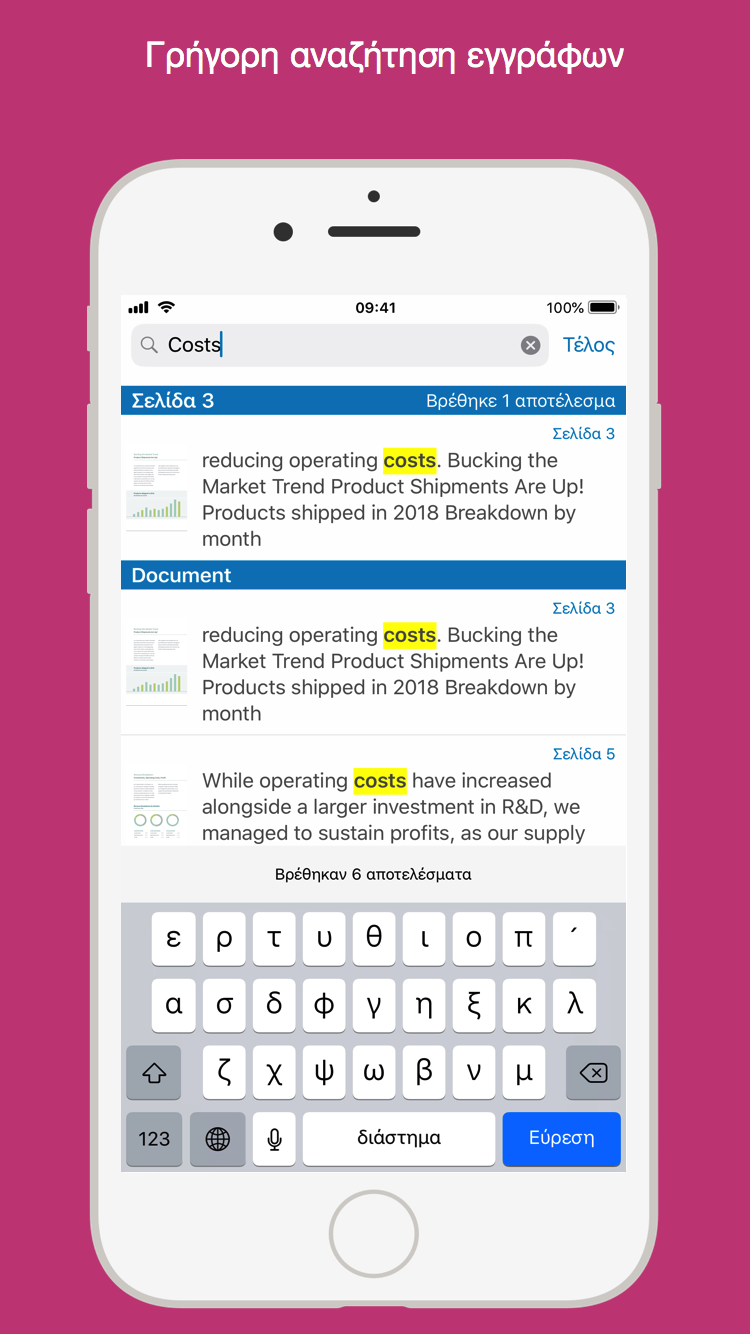 Γρήγορη αναζήτηση εγγράφων
09:41
100%
Costs
Τέλος
Σελίδα 3
Βρέθηκε 1 αποτέλεσμα
Σελίδα 3
reducing operating costs. Bucking the
Market Trend Product Shipments Are Up!
Products shipped in 2018 Breakdown by
month
Document
Σελίδα 3
reducing operating costs. Bucking the
Market Trend Product Shipments Are Up!
Products shipped in 2018 Breakdown by
month
Σελίδα 5
While operating costs have increased
alongside a larger investment in R&D, we
managed to sustain profits, as our supply
Βρέθηκαν 6 αποτελέσματα
ε ρ τ υ θ ι ο π ΄
α σ δ φ γ η ξ κ λ
ζ χ ψ ω β ν μ
123 διάστημα Εύρεση